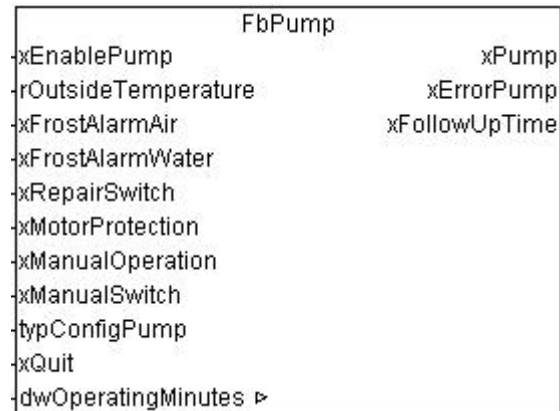 FbPump
xEnablePump xPump
rOutsideTemperature xErrorPump
xFrostAlarmAir xFollowUpTime
xFrostAlarmWater
xRepairSwitch
xMotorProtection
xManualOperation
xManualSwitch
typConfigPump
xQuit
dwOperatingMinutes ▹